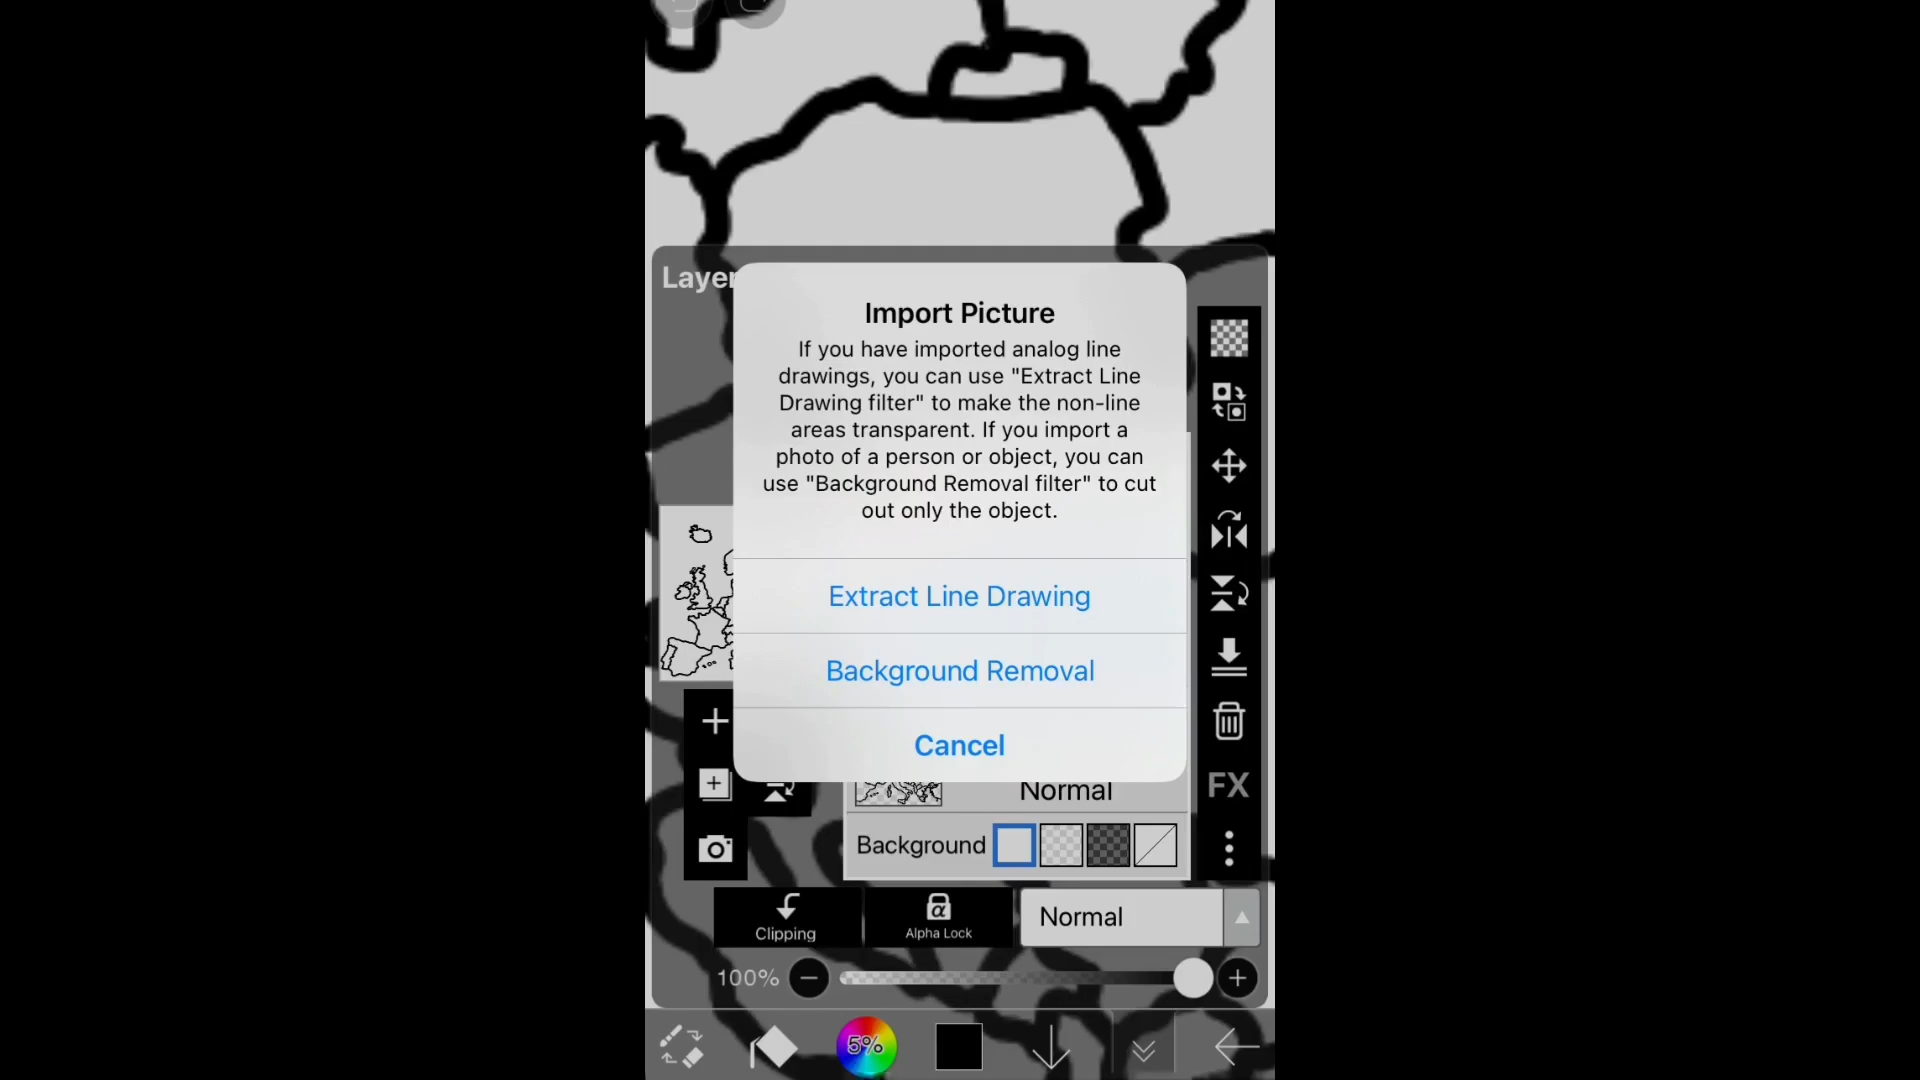 Layer
Import Picture
If you have imported analog line
drawings, you can use "Extract Line
Drawing filter" to make the non-line
areas transparent. If you import a
photo of a person or object, you can
use "Background Removal filter" to cut
out only the object.
Extract Line Drawing
Background Removal
Cancel
Normal
FX
Background
Clipping
α
Alpha Lock
Normal
100%
5%